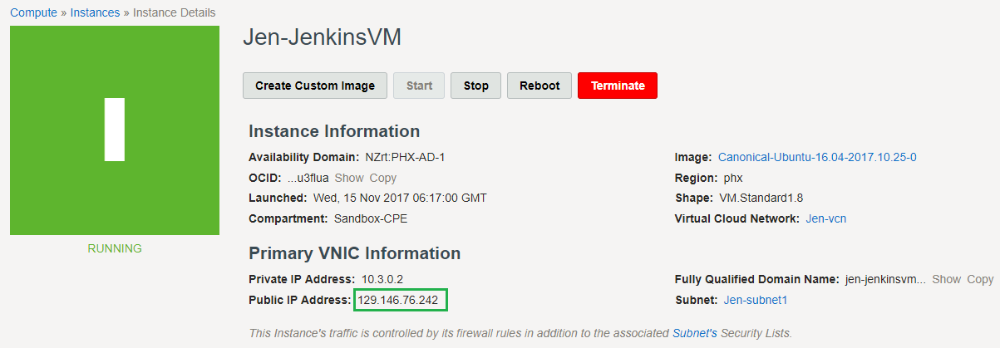 Compute » Instances » Instance Details
Jen-JenkinsVM
Create Custom Image Start Stop Reboot Terminate
Instance Information
Availability Domain: NZrt:PHX-AD-1 Image: Canonical-Ubuntu-16.04-2017.10.25-0
OCID: ...u3flua Show Copy Region: phx
Launched: Wed, 15 Nov 2017 06:17:00 GMT Shape: VM.Standard1.8
Compartment: Sandbox-CPE Virtual Cloud Network: Jen-vcn
RUNNING
Primary VNIC Information
Private IP Address: 10.3.0.2 Fully Qualified Domain Name: jen-jenkinsvm... Show Copy
Public IP Address: 129.146.76.242 Subnet: Jen-subnet1
This Instance's traffic is controlled by its firewall rules in addition to the associated Subnet's Security Lists.